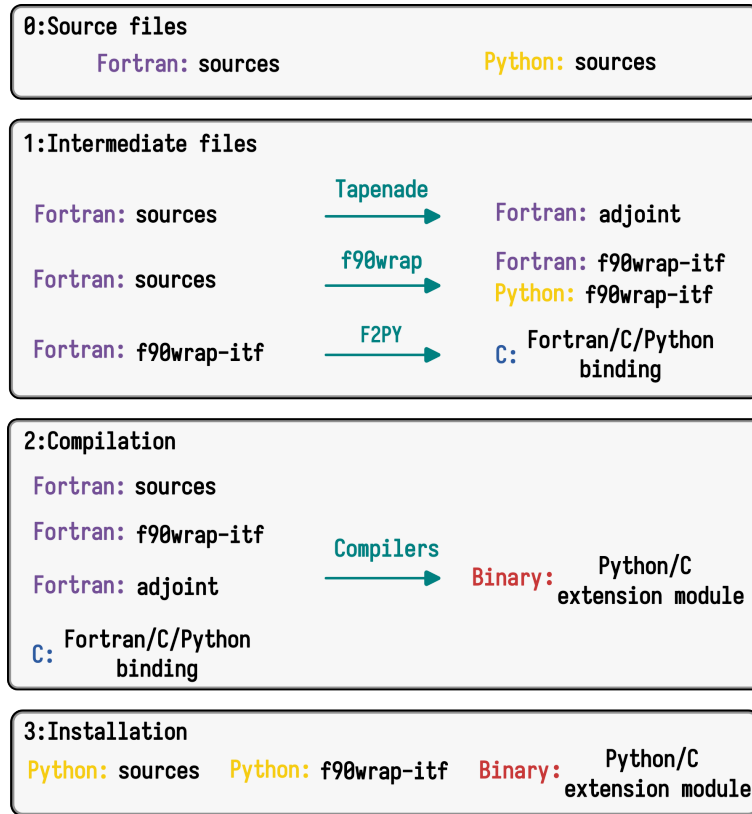 0:Source files
Fortran: sources Python: sources
1:Intermediate files
Tapenade
Fortran: sources Fortran: adjoint
f90wrap
Fortran: sources Fortran: f90wrap-itf
Python: f90wrap-itf
F2PY
Fortran: f90wrap-itf C: Fortran/C/Python
binding
2:Compilation
Fortran: sources
Fortran: f90wrap-itf
Compilers
Fortran: adjoint Binary: Python/C
extension module
C: Fortran/C/Python
binding
3:Installation
Python: sources Python: f90wrap-itf Binary: Python/C
extension module